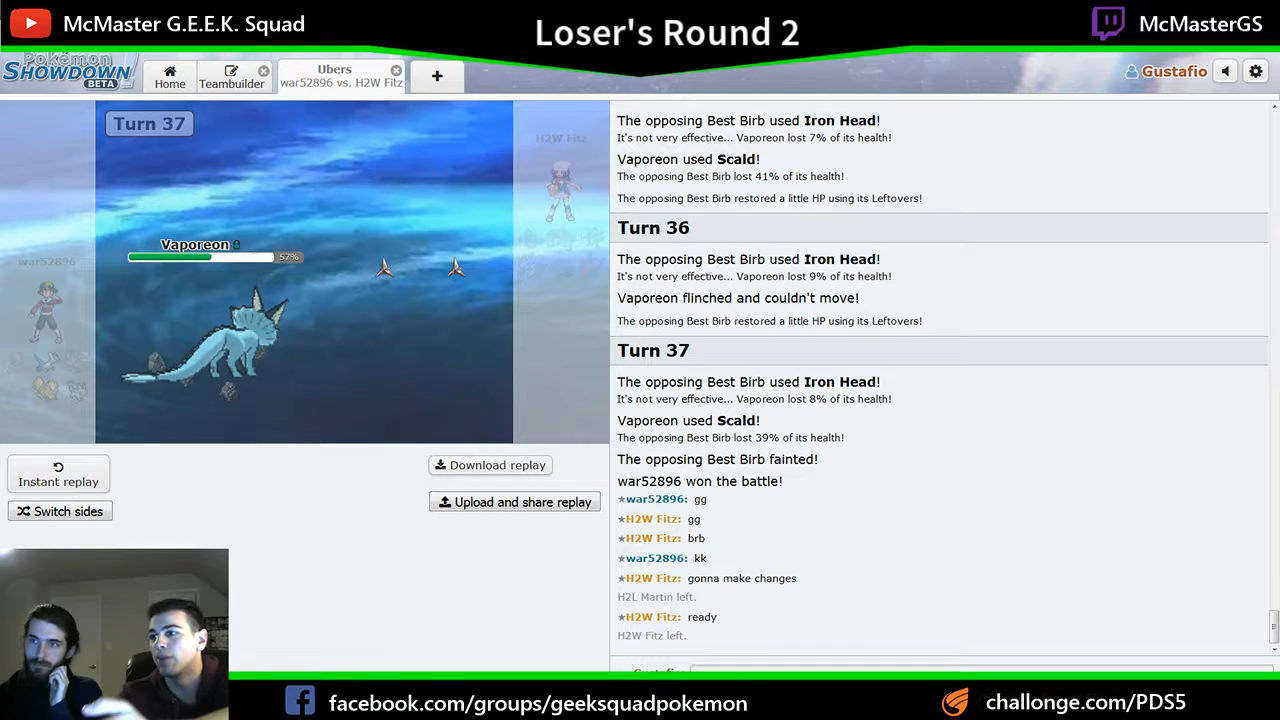 McMaster G.E.E.K. Squad
Loser's Round 2
McMasterGS
Pokémon
SHOWDOWN
BETA
Home
Teambuilder
Ubers
war52896 vs. H2W Fitz
+
Gustafio
Turn 37
H2W Fitz
Vaporeon
57%
war52896
The opposing Best Birb used Iron Head!
It's not very effective... Vaporeon lost 7% of its health!
Vaporeon used Scald!
The opposing Best Birb lost 41% of its health!
The opposing Best Birb restored a little HP using its Leftovers!
Turn 36
The opposing Best Birb used Iron Head!
It's not very effective... Vaporeon lost 9% of its health!
Vaporeon flinched and couldn't move!
The opposing Best Birb restored a little HP using its Leftovers!
Turn 37
The opposing Best Birb used Iron Head!
It's not very effective... Vaporeon lost 8% of its health!
Vaporeon used Scald!
The opposing Best Birb lost 39% of its health!
The opposing Best Birb fainted!
war52896 won the battle!
★war52896: gg
★H2W Fitz: gg
★H2W Fitz: brb
★war52896: kk
★H2W Fitz: gonna make changes
H2L Martin left.
★H2W Fitz: ready
H2W Fitz left.
Gustafio:
Instant replay
Switch sides
Download replay
Upload and share replay
facebook.com/groups/geeksquadpokemon
challonge.com/PDS5